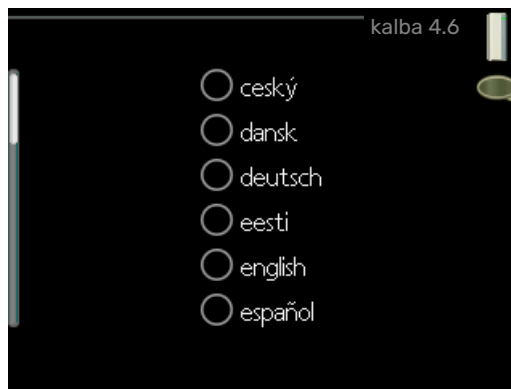 kalba 4.6
ceský
dansk
deutsch
eesti
english
español